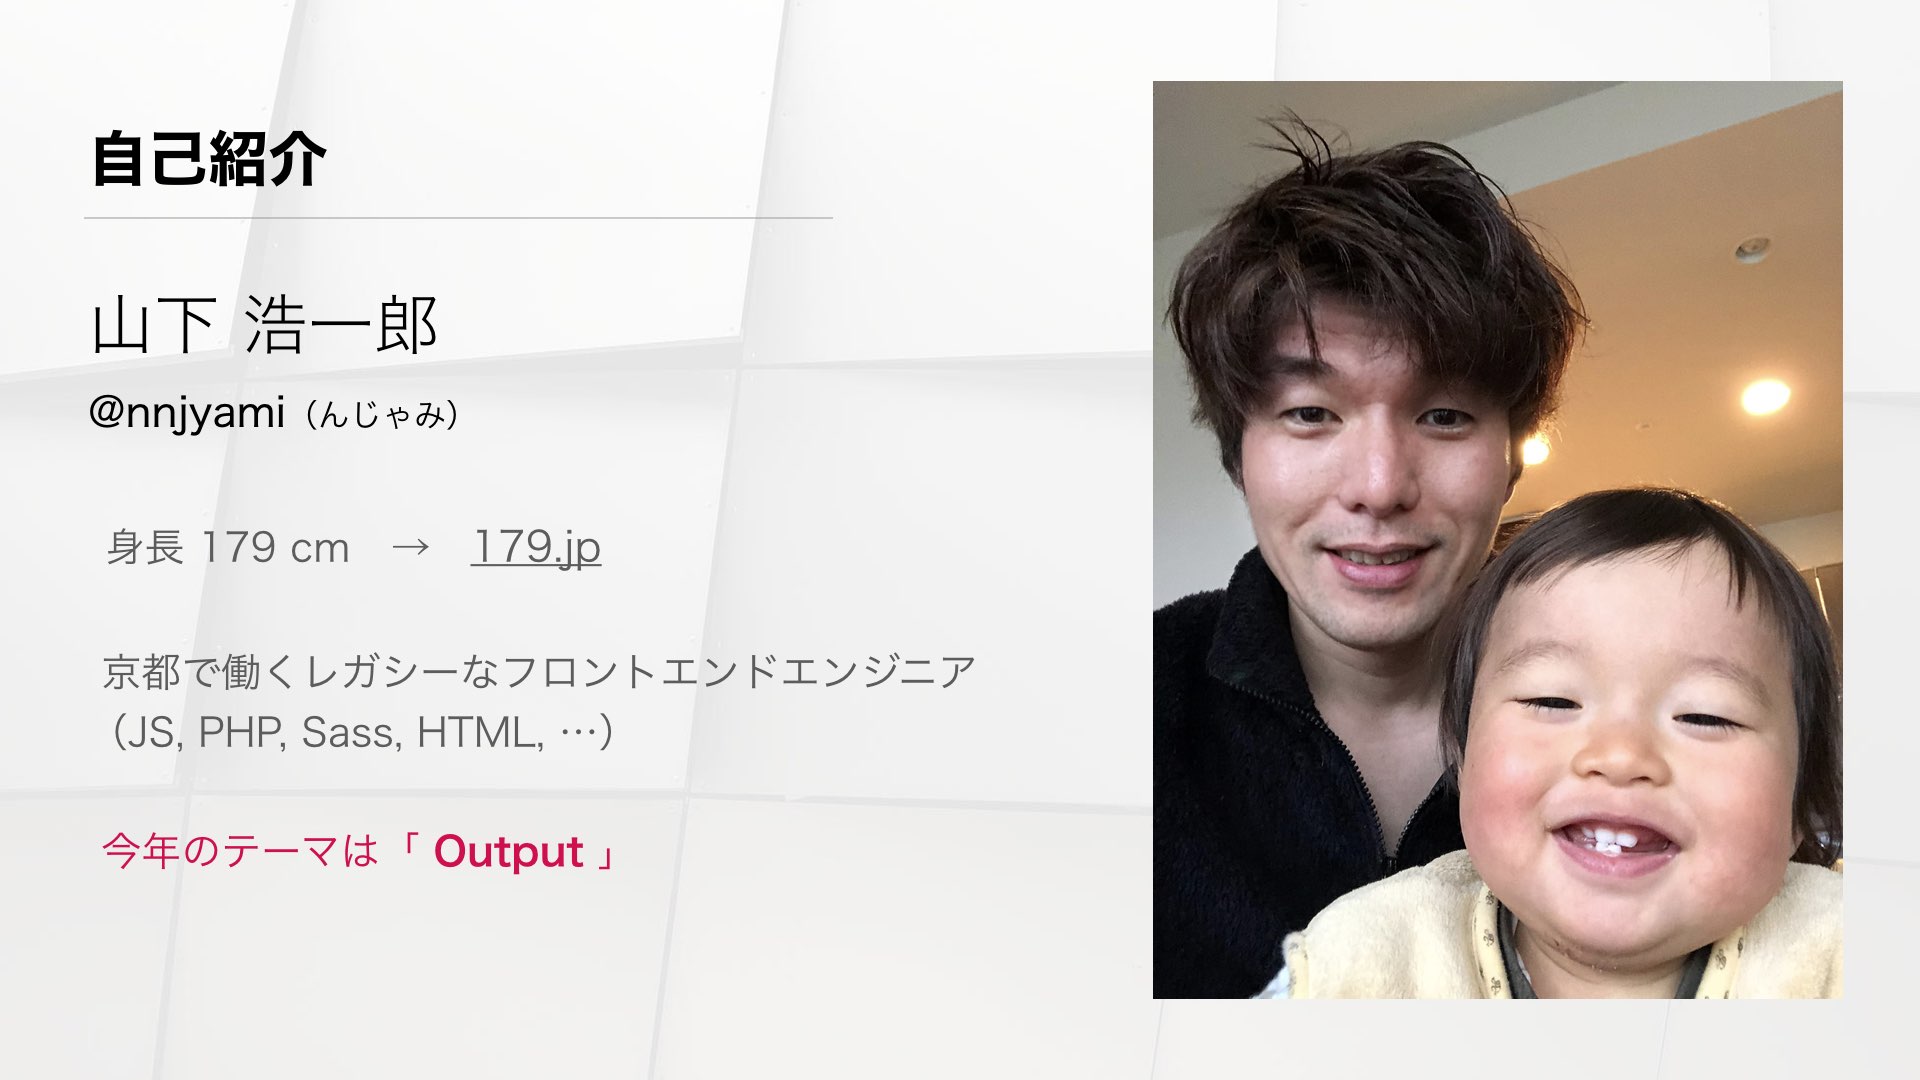 自己紹介
山下 浩一郎
@nnjyami（んじゃみ）
身長 179 cm　→　179.jp
京都で働くレガシーなフロントエンドエンジニア
（JS, PHP, Sass, HTML, …）
今年のテーマは「 Output 」